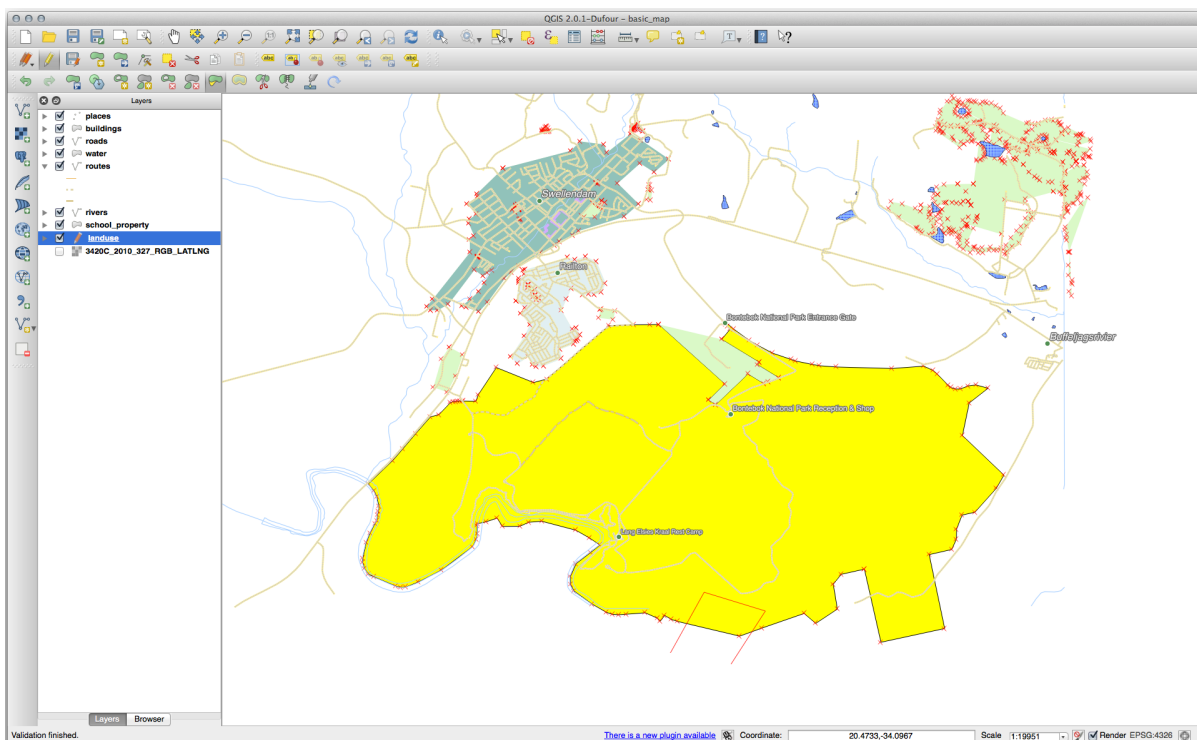 QGIS 2.0.1-Dufour – basic_map
Layers
places
buildings
roads
water
routes
rivers
school_property
landuse
3420C_2010_327_RGB_LATLNG
Swellendam
Railton
Bontebok National Park Entrance Gate
Buffeljagsrivier
Bontebok National Park Reception & Shop
Lang Elsies Kraal Rest Camp
Layers Browser
Validation finished. There is a new plugin available Coordinate: 20.4733,-34.0967 Scale 1:19951 Render EPSG:4326